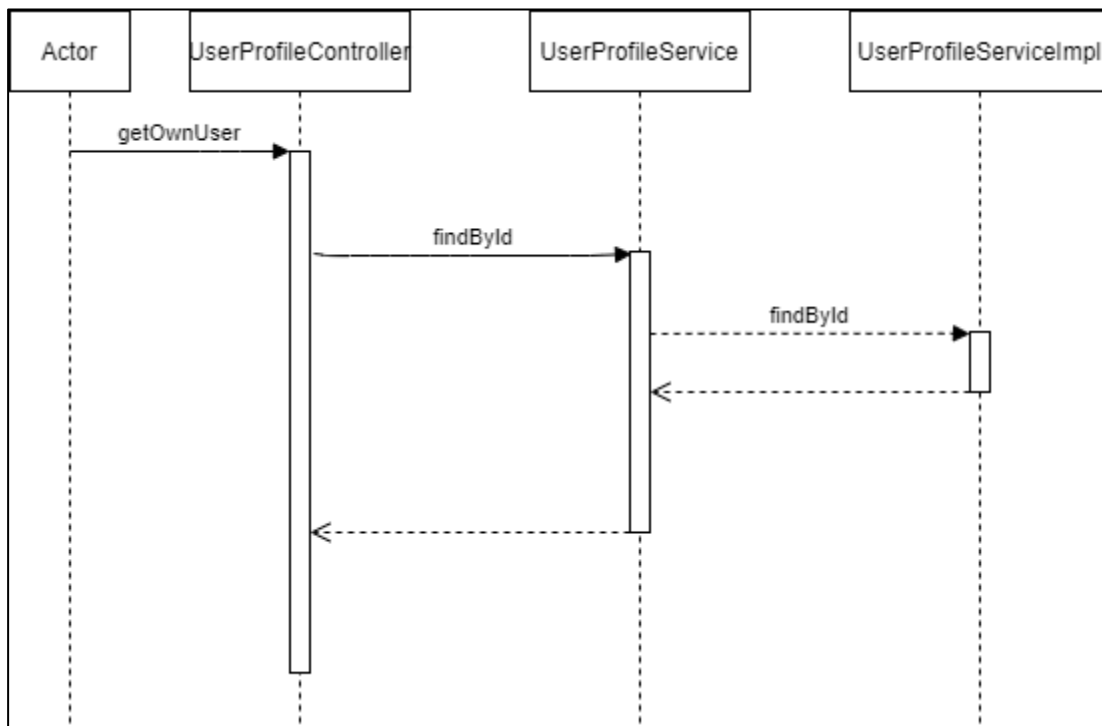 Actor
UserProfileController
UserProfileService
UserProfileServiceImpl
getOwnUser
findById
findById